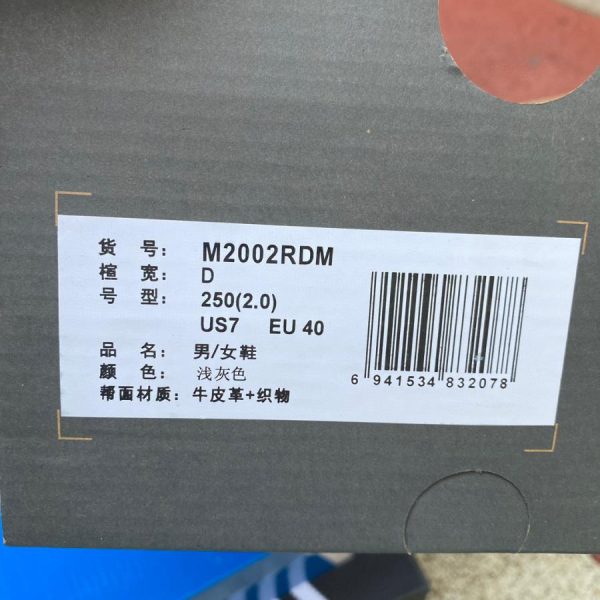 货 号： M2002RDM
楦 宽： D
号 型： 250(2.0)
US7 EU 40
品 名： 男/女鞋
颜 色： 浅灰色
帮面材质： 牛皮革+织物
6 941534 832078